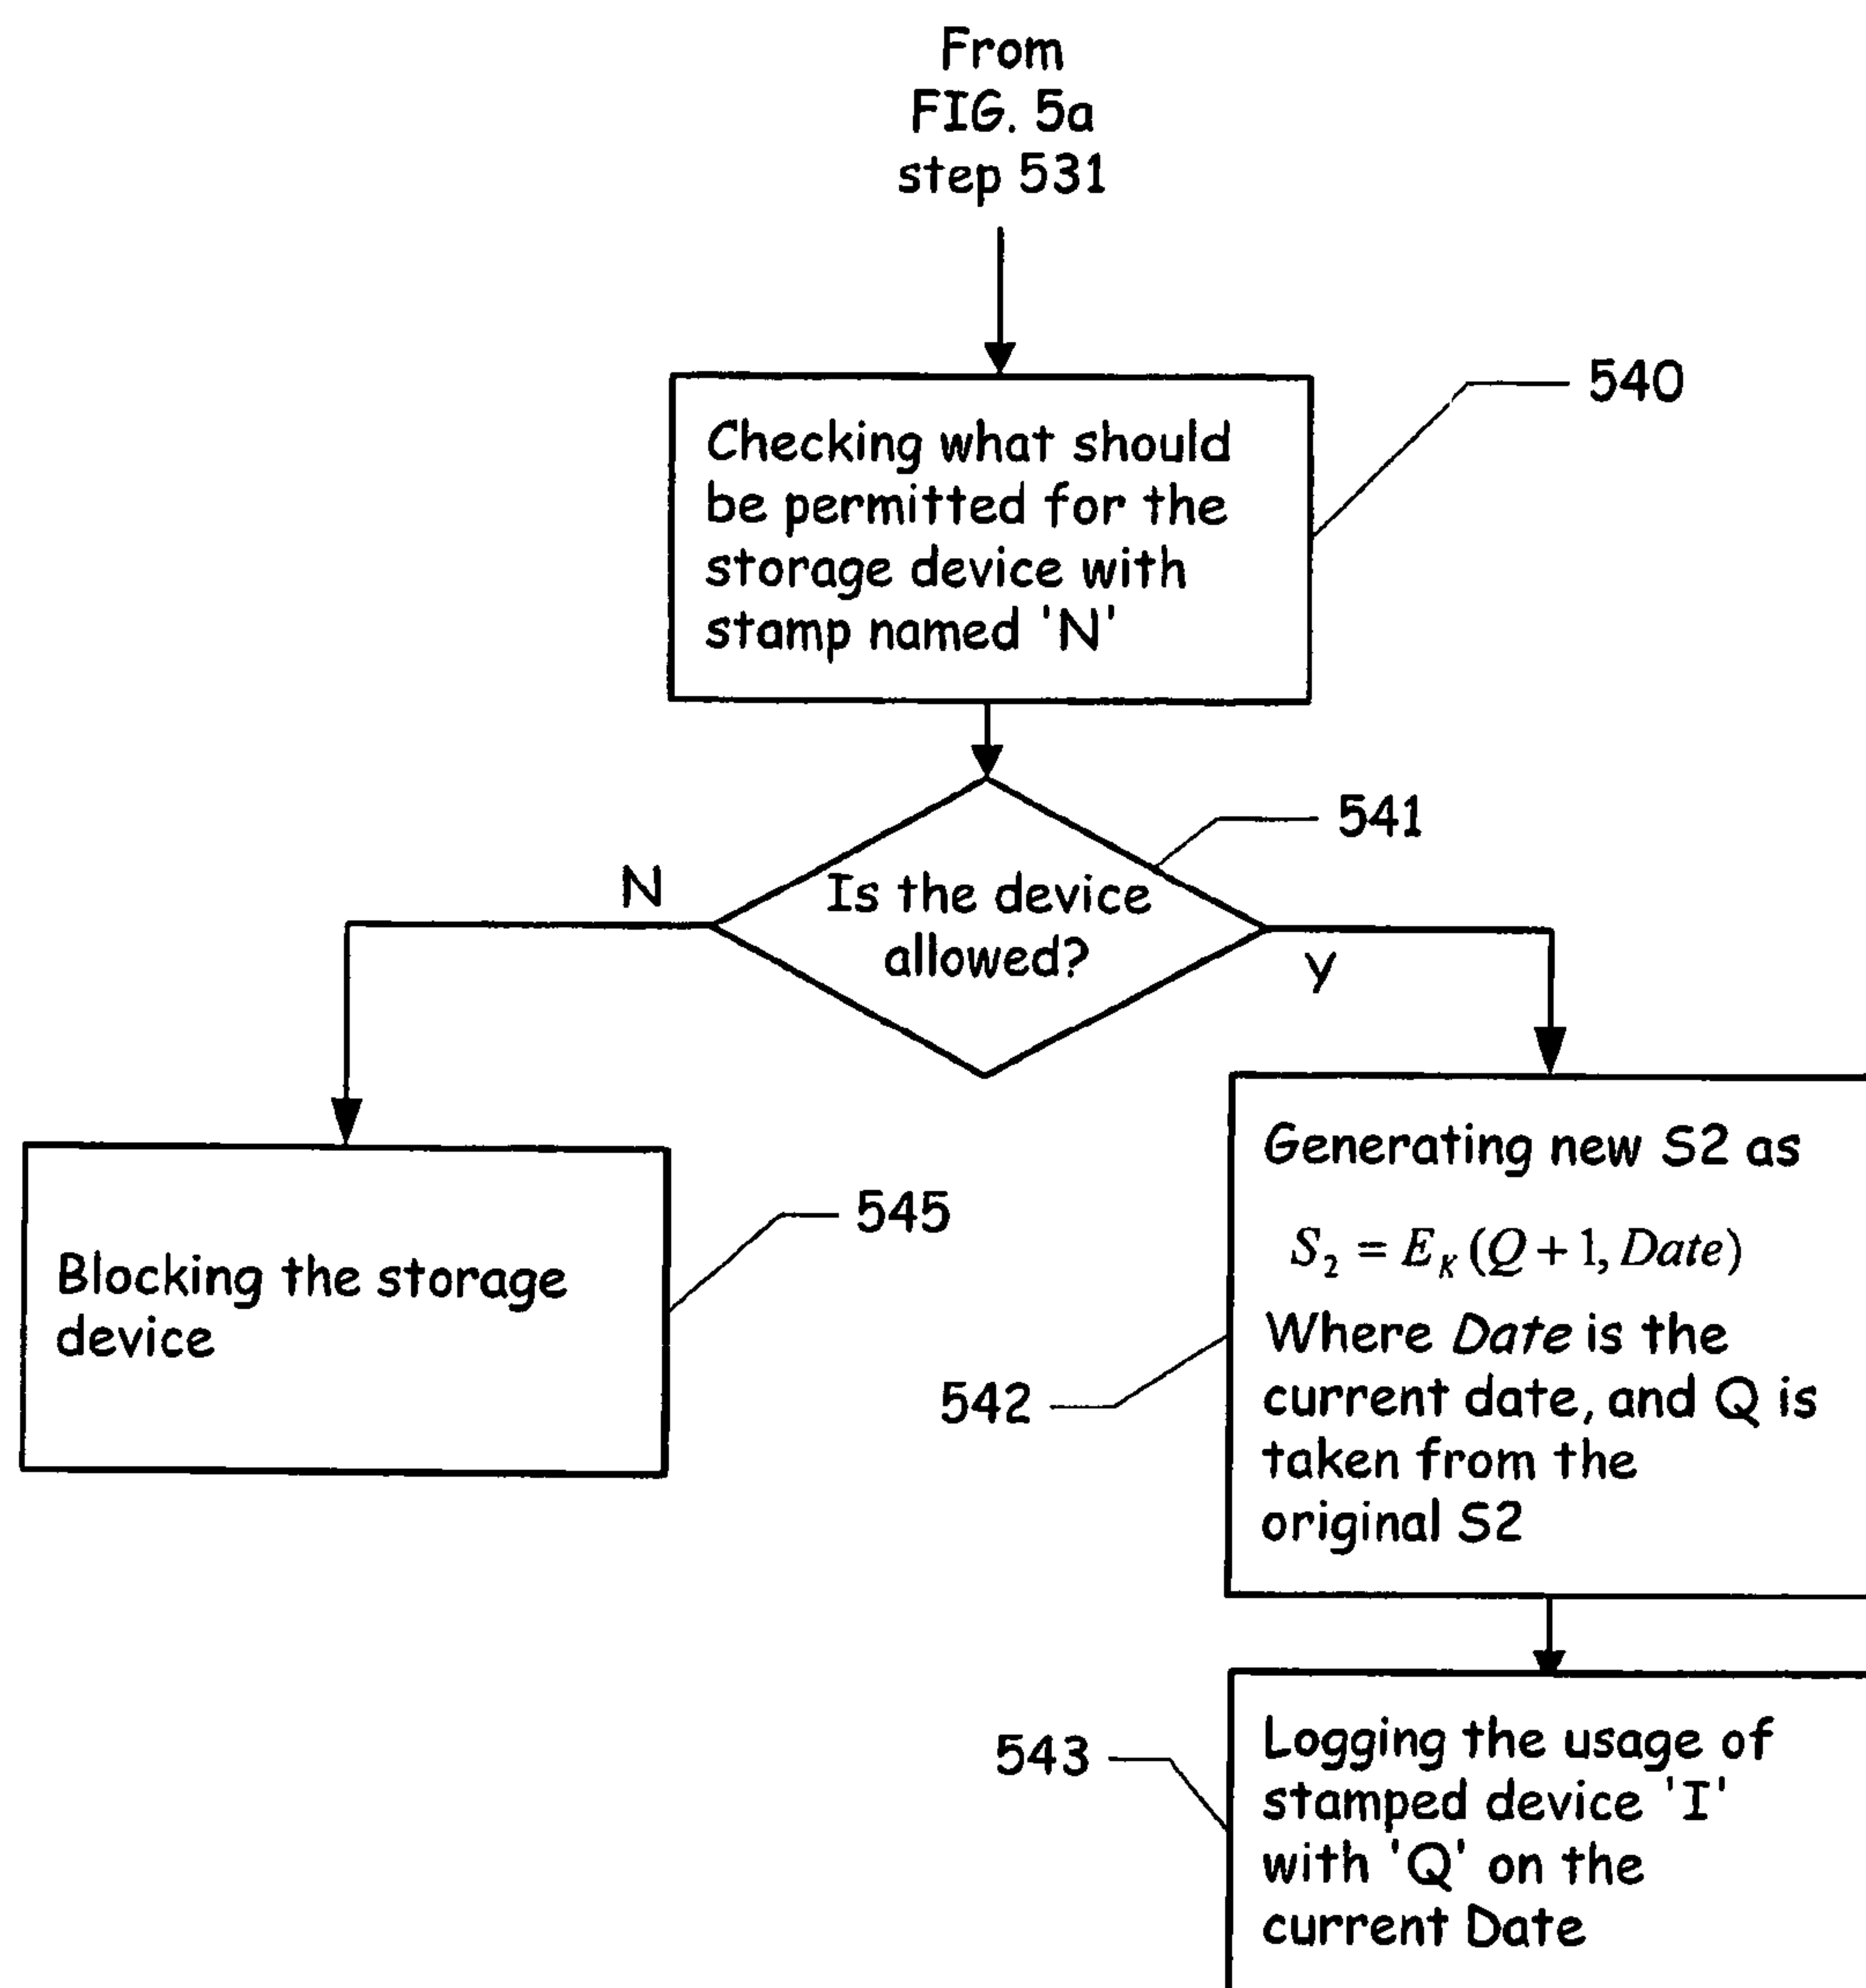 From
FIG. 5a
step 531
540
Checking what should
be permitted for the
storage device with
stamp named 'N'
541
Is the device
allowed?
N
y
545
Blocking the storage
device
542
Generating new S2 as
S₂ = E_K (Q + 1, Date)
Where Date is the
current date, and Q is
taken from the
original S2
543
Logging the usage of
stamped device 'I'
with 'Q' on the
current Date